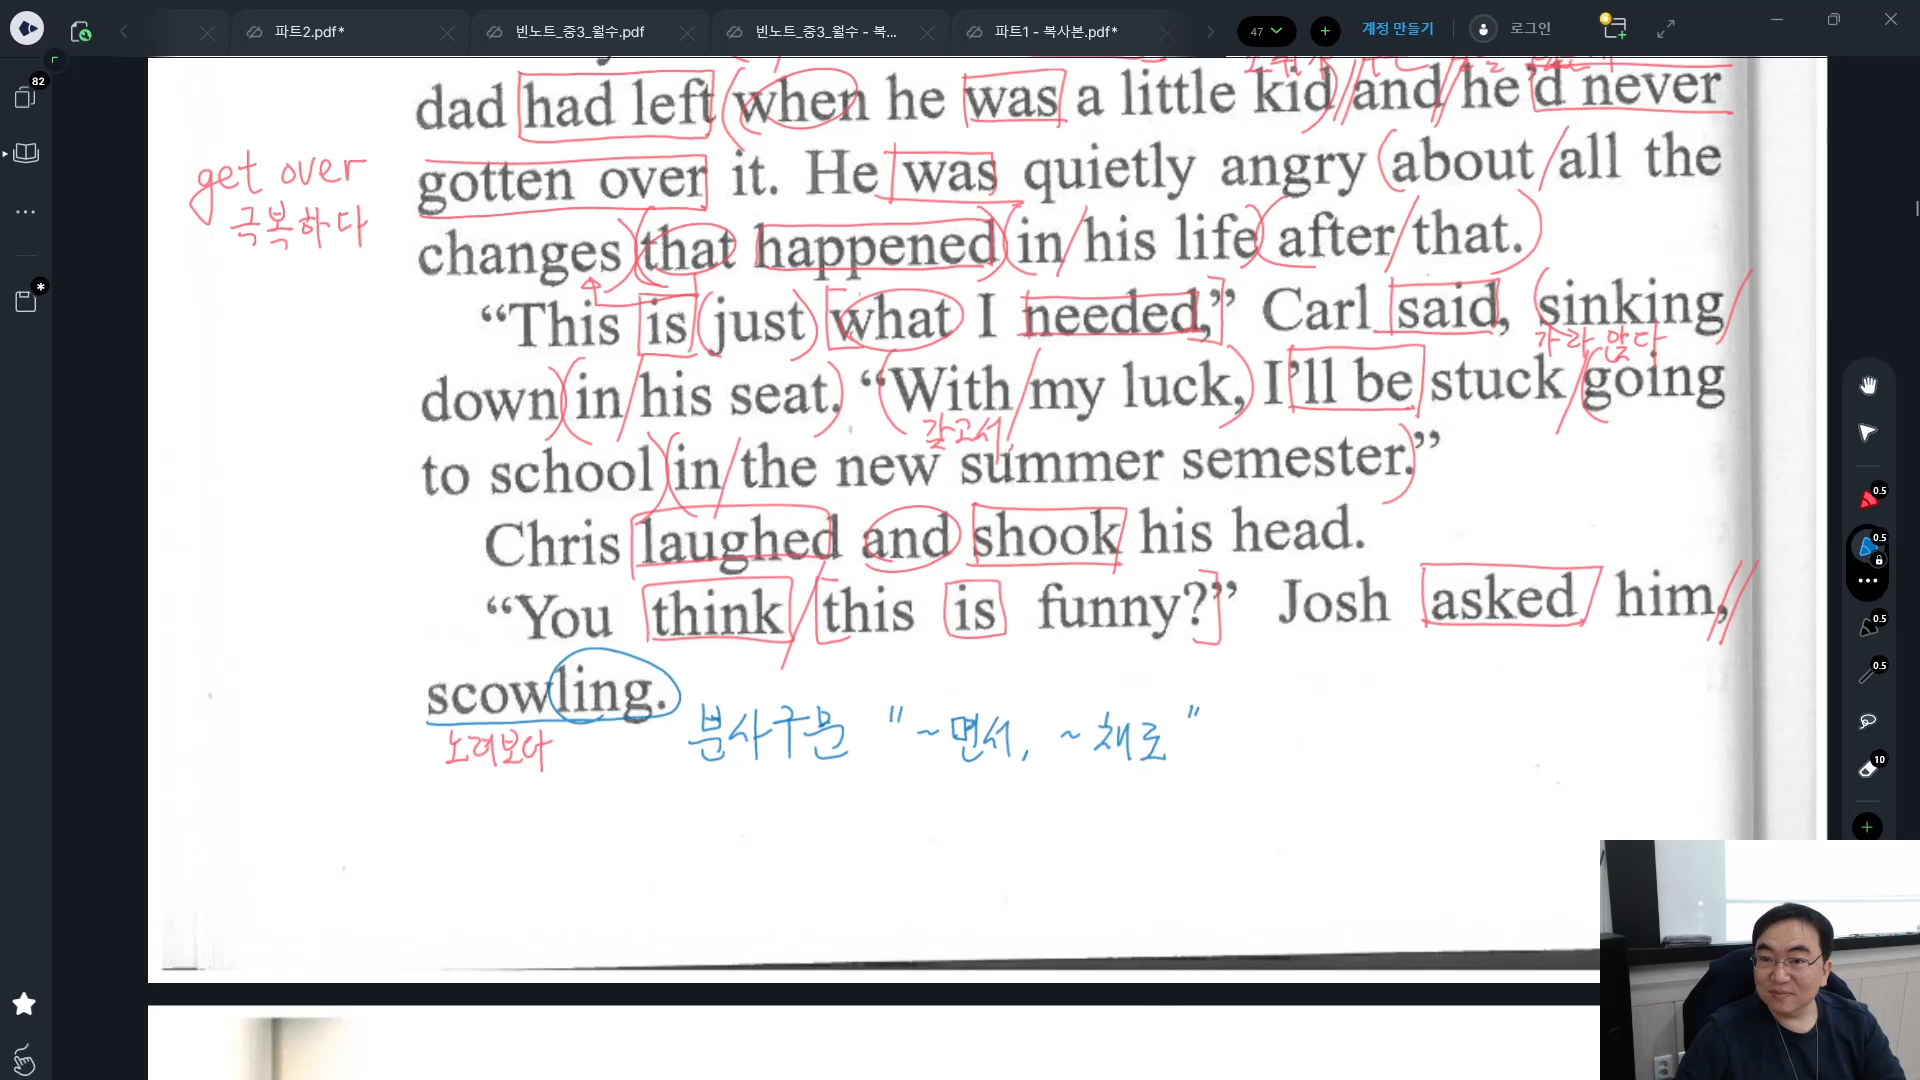 파트2.pdf*
빈노트_중3_월수.pdf
빈노트_중3_월수 - 복...
파트1 - 복사본.pdf*
47
계정 만들기
로그인
82
dad had left when he was a little kid and he'd never
get over
극복하다
gotten over it. He was quietly angry about all the
changes that happened in his life after that.
"This is just what I needed," Carl said, sinking
가라앉다
down in his seat. "With my luck, I'll be stuck going
갖고서
to school in the new summer semester."
Chris laughed and shook his head.
"You think this is funny?" Josh asked him,
scowling.
노려보다
분사구문 "~면서, ~채로"
0.5
0.5
0.5
0.5
10